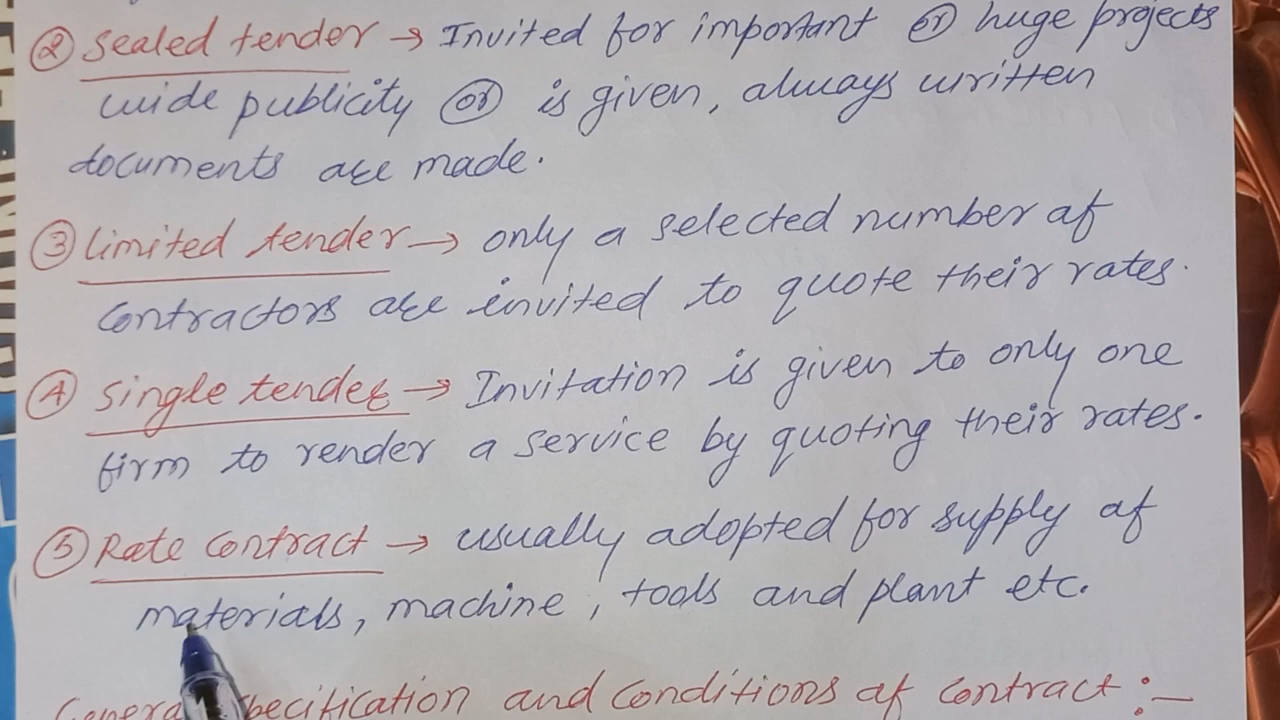 ② Sealed tender → Invited for important or huge projects
wide publicity or is given, always written
documents are made.
③ limited tender → only a selected number of
contractors are invited to quote their rates.
④ Single tender → Invitation is given to only one
firm to render a service by quoting their rates.
⑤ Rate contract → usually adopted for supply of
materials, machine, tools and plant etc.
General specification and conditions of contract :-